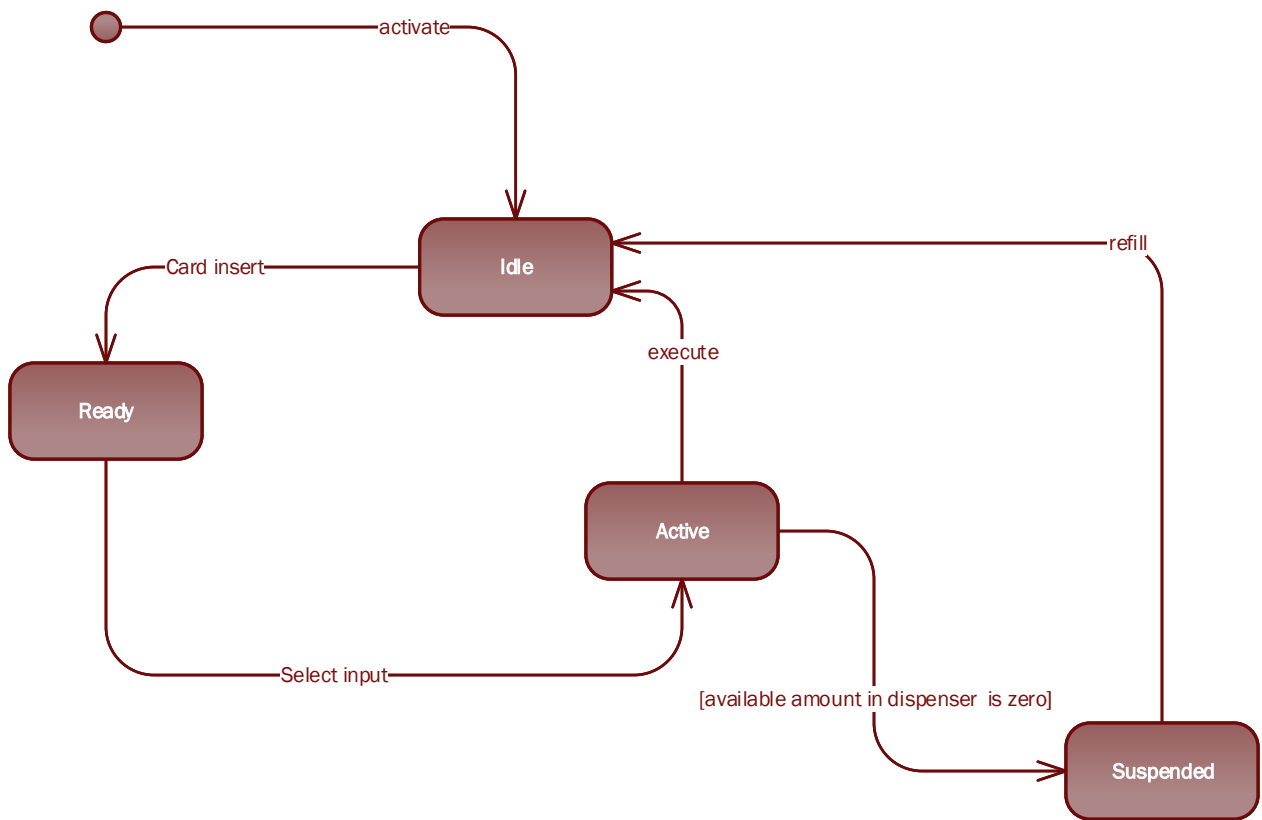 activate
refill
Idle
Card insert
execute
Ready
Active
Select input
[available amount in dispenser  is zero]
Suspended